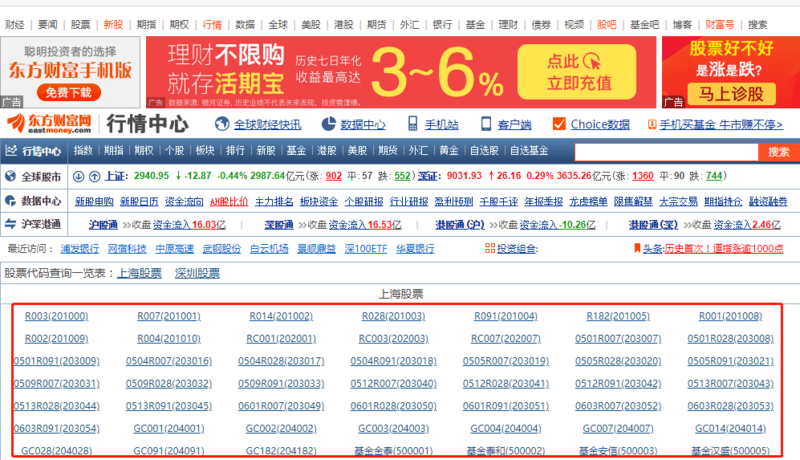 财经 要闻 股票 新股 期指 期权 行情 数据 全球 美股 港股 期货 外汇 银行 基金 理财 债券 视频 股吧 基金吧 博客 财富号 搜索
聪明投资者的选择
东方财富手机版
免费下载
广告
理财不限购
就存活期宝
历史七日年化
收益最高达
3~6%
点此
立即充值
广告 数据来源：银河证券，历史业绩不代表未来表现，投资需谨慎。
股票好不好
是涨是跌?
马上诊股
广告
东方财富网
eastmoney.com
行情中心
全球财经快讯 数据中心 手机站 客户端 Choice数据 手机买基金 牛市赚不停>
行情中心 指数 期指 期权 个股 板块 排行 新股 基金 港股 美股 期货 外汇 黄金 自选股 自选基金 搜索
全球股市 上证: 2940.95 ↓ -12.87 -0.44% 2987.64亿元(涨: 902 平: 57 跌: 552) 深证: 9031.93 ↑ 26.16 0.29% 3635.26亿元(涨: 1360 平: 90 跌: 744)
数据中心 新股申购 新股日历 资金流向 AH股比价 主力排名 板块资金 个股研报 行业研报 盈利预测 千股千评 年报季报 龙虎榜单 限售解禁 大宗交易 期指持仓 融资融券
沪深港通 沪股通 >>收盘 资金流入16.03亿 深股通 >>收盘 资金流入16.53亿 港股通(沪) >>收盘 资金流入-10.26亿 港股通(深) >>收盘 资金流入2.46亿
最近访问： 浦发银行 网宿科技 中原高速 武钢股份 白云机场 景顺鼎益 深100ETF 华夏银行 投资组合: 头条:历史首次！道指涨逾1000点
股票代码查询一览表：上海股票 深圳股票
上海股票
R003(201000) R007(201001) R014(201002) R028(201003) R091(201004) R182(201005) R001(201008)
R002(201009) R004(201010) RC001(202001) RC003(202003) RC007(202007) 0501R007(203007) 0501R028(203008)
0501R091(203009) 0504R007(203016) 0504R028(203017) 0504R091(203018) 0505R007(203019) 0505R028(203020) 0505R091(203021)
0509R007(203031) 0509R028(203032) 0509R091(203033) 0512R007(203040) 0512R028(203041) 0512R091(203042) 0513R007(203043)
0513R028(203044) 0513R091(203045) 0601R007(203049) 0601R028(203050) 0601R091(203051) 0603R007(203052) 0603R028(203053)
0603R091(203054) GC001(204001) GC002(204002) GC003(204003) GC004(204004) GC007(204007) GC014(204014)
GC028(204028) GC091(204091) GC182(204182) 基金金泰(500001) 基金泰和(500002) 基金安信(500003) 基金汉盛(500005)